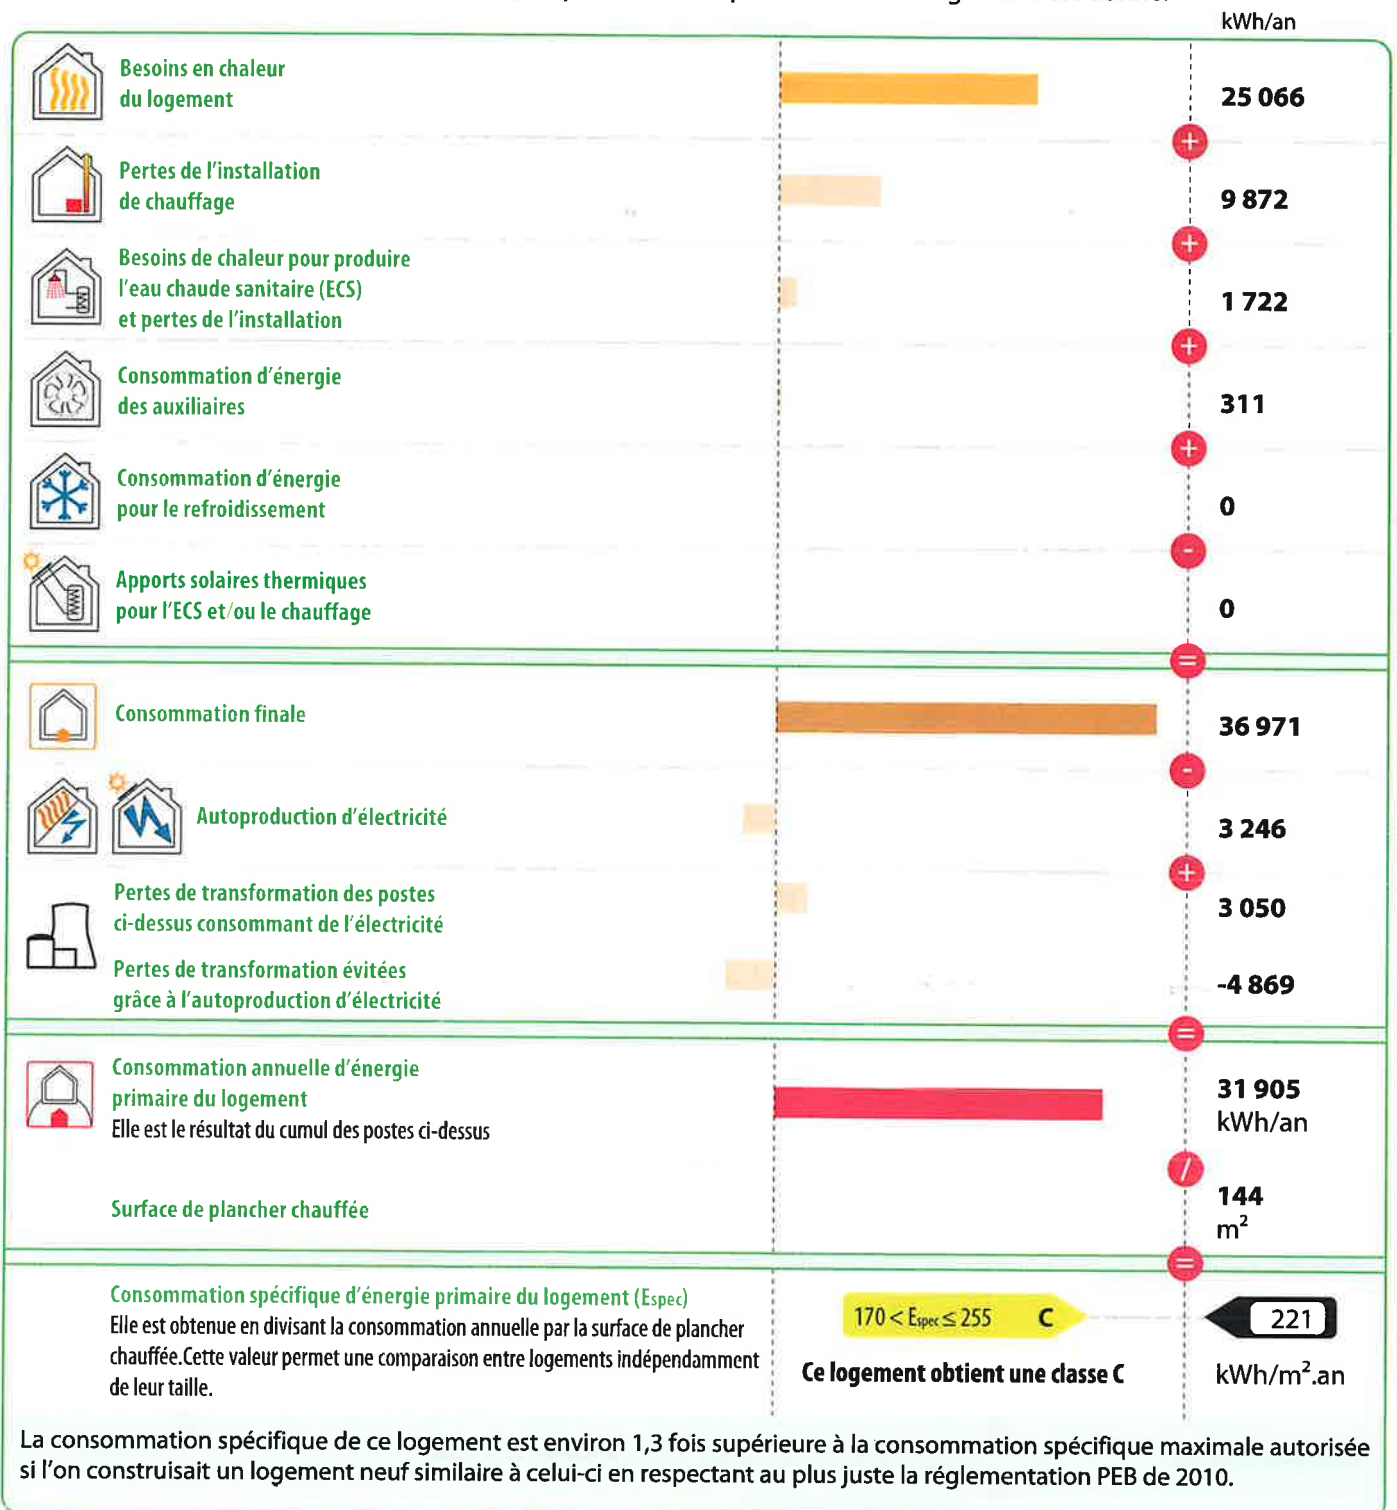 kWh/an
Besoins en chaleur
du logement
25 066
+
Pertes de l'installation
de chauffage
9 872
+
Besoins de chaleur pour produire
l'eau chaude sanitaire (ECS)
et pertes de l'installation
1 722
+
Consommation d'énergie
des auxiliaires
311
+
Consommation d'énergie
pour le refroidissement
0
-
Apports solaires thermiques
pour l'ECS et/ou le chauffage
0
=
Consommation finale
36 971
-
Autoproduction d'électricité
3 246
+
Pertes de transformation des postes
ci-dessus consommant de l'électricité
3 050
Pertes de transformation évitées
grâce à l'autoproduction d'électricité
-4 869
=
Consommation annuelle d'énergie
primaire du logement
Elle est le résultat du cumul des postes ci-dessus
31 905
kWh/an
/
Surface de plancher chauffée
144
m²
=
Consommation spécifique d'énergie primaire du logement (Espec)
Elle est obtenue en divisant la consommation annuelle par la surface de plancher
chauffée.Cette valeur permet une comparaison entre logements indépendamment
de leur taille.
170 < Espec ≤ 255 C
221
Ce logement obtient une classe C
kWh/m².an
La consommation spécifique de ce logement est environ 1,3 fois supérieure à la consommation spécifique maximale autorisée
si l'on construisait un logement neuf similaire à celui-ci en respectant au plus juste la réglementation PEB de 2010.